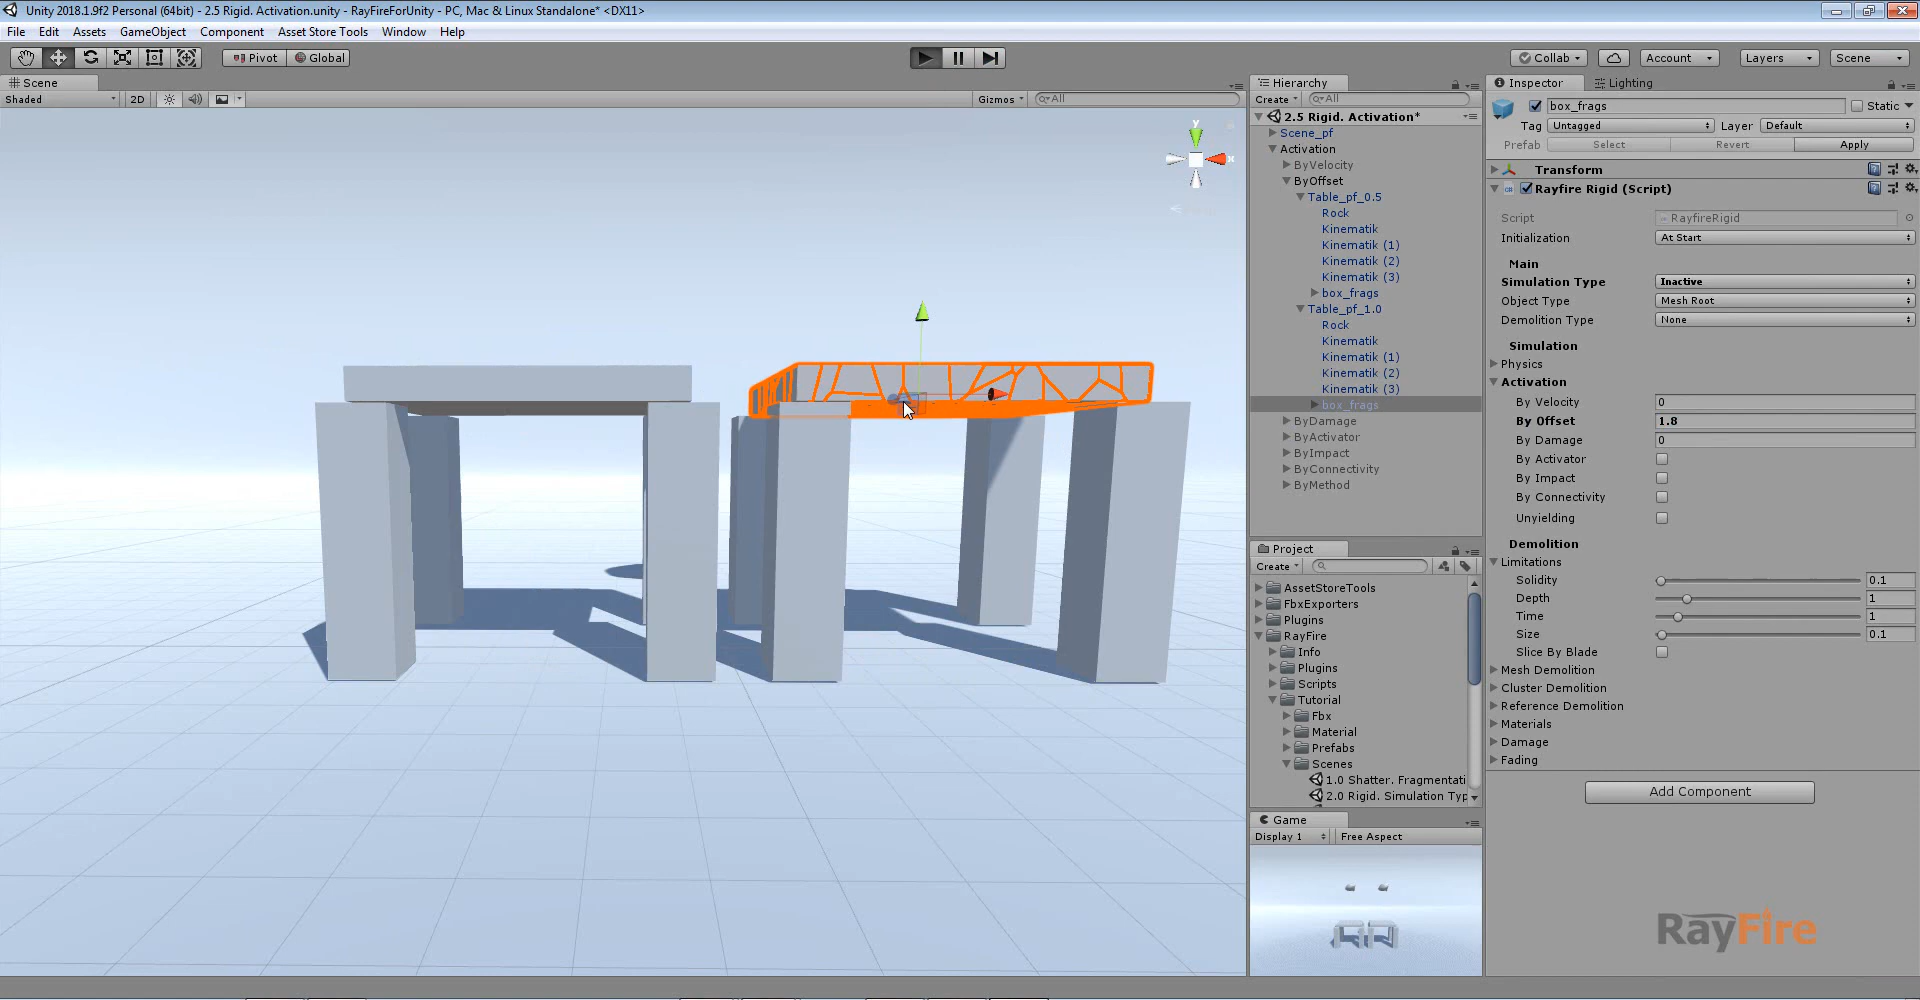 Unity 2018.1.9f2 Personal (64bit) - 2.5 Rigid. Activation.unity - RayFireForUnity - PC, Mac & Linux Standalone* <DX11>
File Edit Assets GameObject Component Asset Store Tools Window Help
Pivot Global Collab Account Layers Scene
Scene
Shaded 2D Gizmos All
y
x
Hierarchy
Create All
2.5 Rigid. Activation*
Scene_pf
Activation
ByVelocity
ByOffset
Table_pf_0.5
Rock
Kinematik
Kinematik (1)
Kinematik (2)
Kinematik (3)
box_frags
Table_pf_1.0
Rock
Kinematik
Kinematik (1)
Kinematik (2)
Kinematik (3)
box_frags
ByDamage
ByActivator
ByImpact
ByConnectivity
ByMethod
Project
Create
AssetStoreTools
FbxExporters
Plugins
RayFire
Info
Plugins
Scripts
Tutorial
Fbx
Material
Prefabs
Scenes
1.0 Shatter. Fragmentati
2.0 Rigid. Simulation Typ
Game
Display 1 Free Aspect
Inspector Lighting
box_frags Static
Tag Untagged Layer Default
Prefab Select Revert Apply
Transform
Rayfire Rigid (Script)
Script RayfireRigid
Initialization At Start
Main
Simulation Type Inactive
Object Type Mesh Root
Demolition Type None
Simulation
Physics
Activation
By Velocity 0
By Offset 1.8
By Damage 0
By Activator
By Impact
By Connectivity
Unyielding
Demolition
Limitations
Solidity 0.1
Depth 1
Time 1
Size 0.1
Slice By Blade
Mesh Demolition
Cluster Demolition
Reference Demolition
Materials
Damage
Fading
Add Component
RayFire